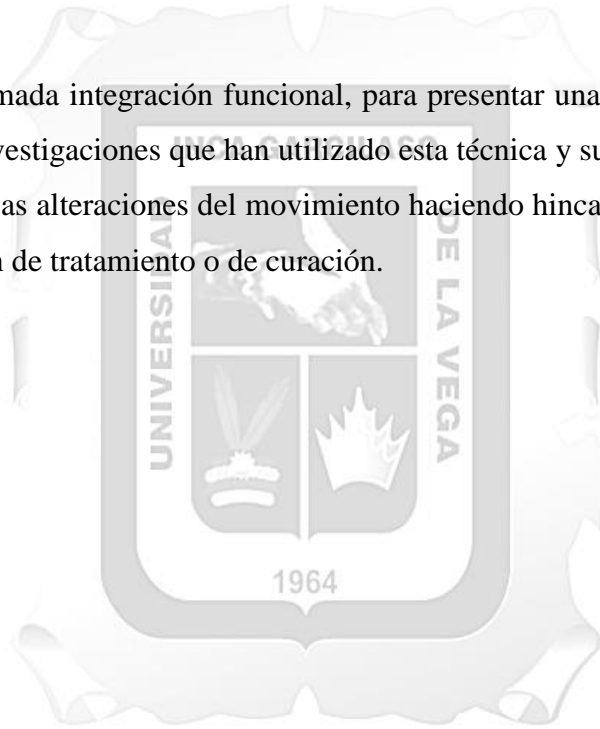 mada integración funcional, para presentar una
vestigaciones que han utilizado esta técnica y su
as alteraciones del movimiento haciendo hinca
n de tratamiento o de curación.
UNIVERSIDAD
INCA GARCILASO
DE LA VEGA
1964